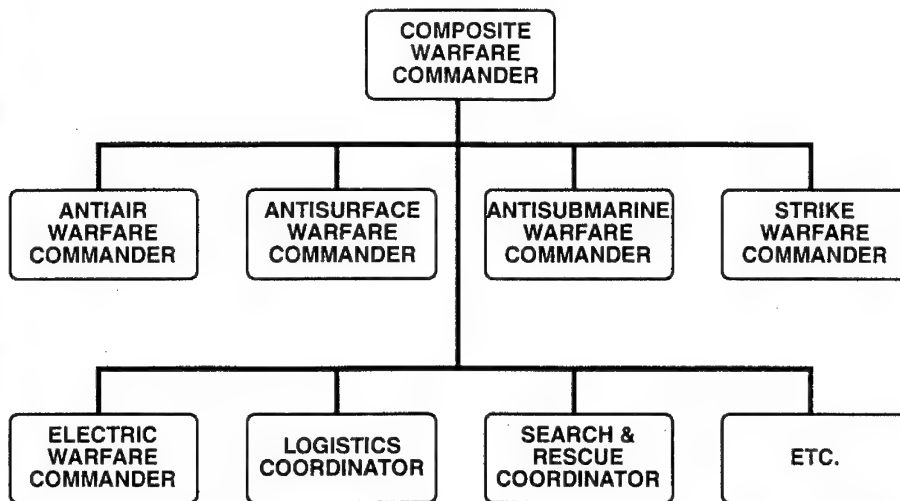 COMPOSITE
WARFARE
COMMANDER
ANTIAIR
WARFARE
COMMANDER
ANTISURFACE
WARFARE
COMMANDER
ANTISUBMARINE
WARFARE
COMMANDER
STRIKE
WARFARE
COMMANDER
ELECTRIC
WARFARE
COMMANDER
LOGISTICS
COORDINATOR
SEARCH &
RESCUE
COORDINATOR
ETC.